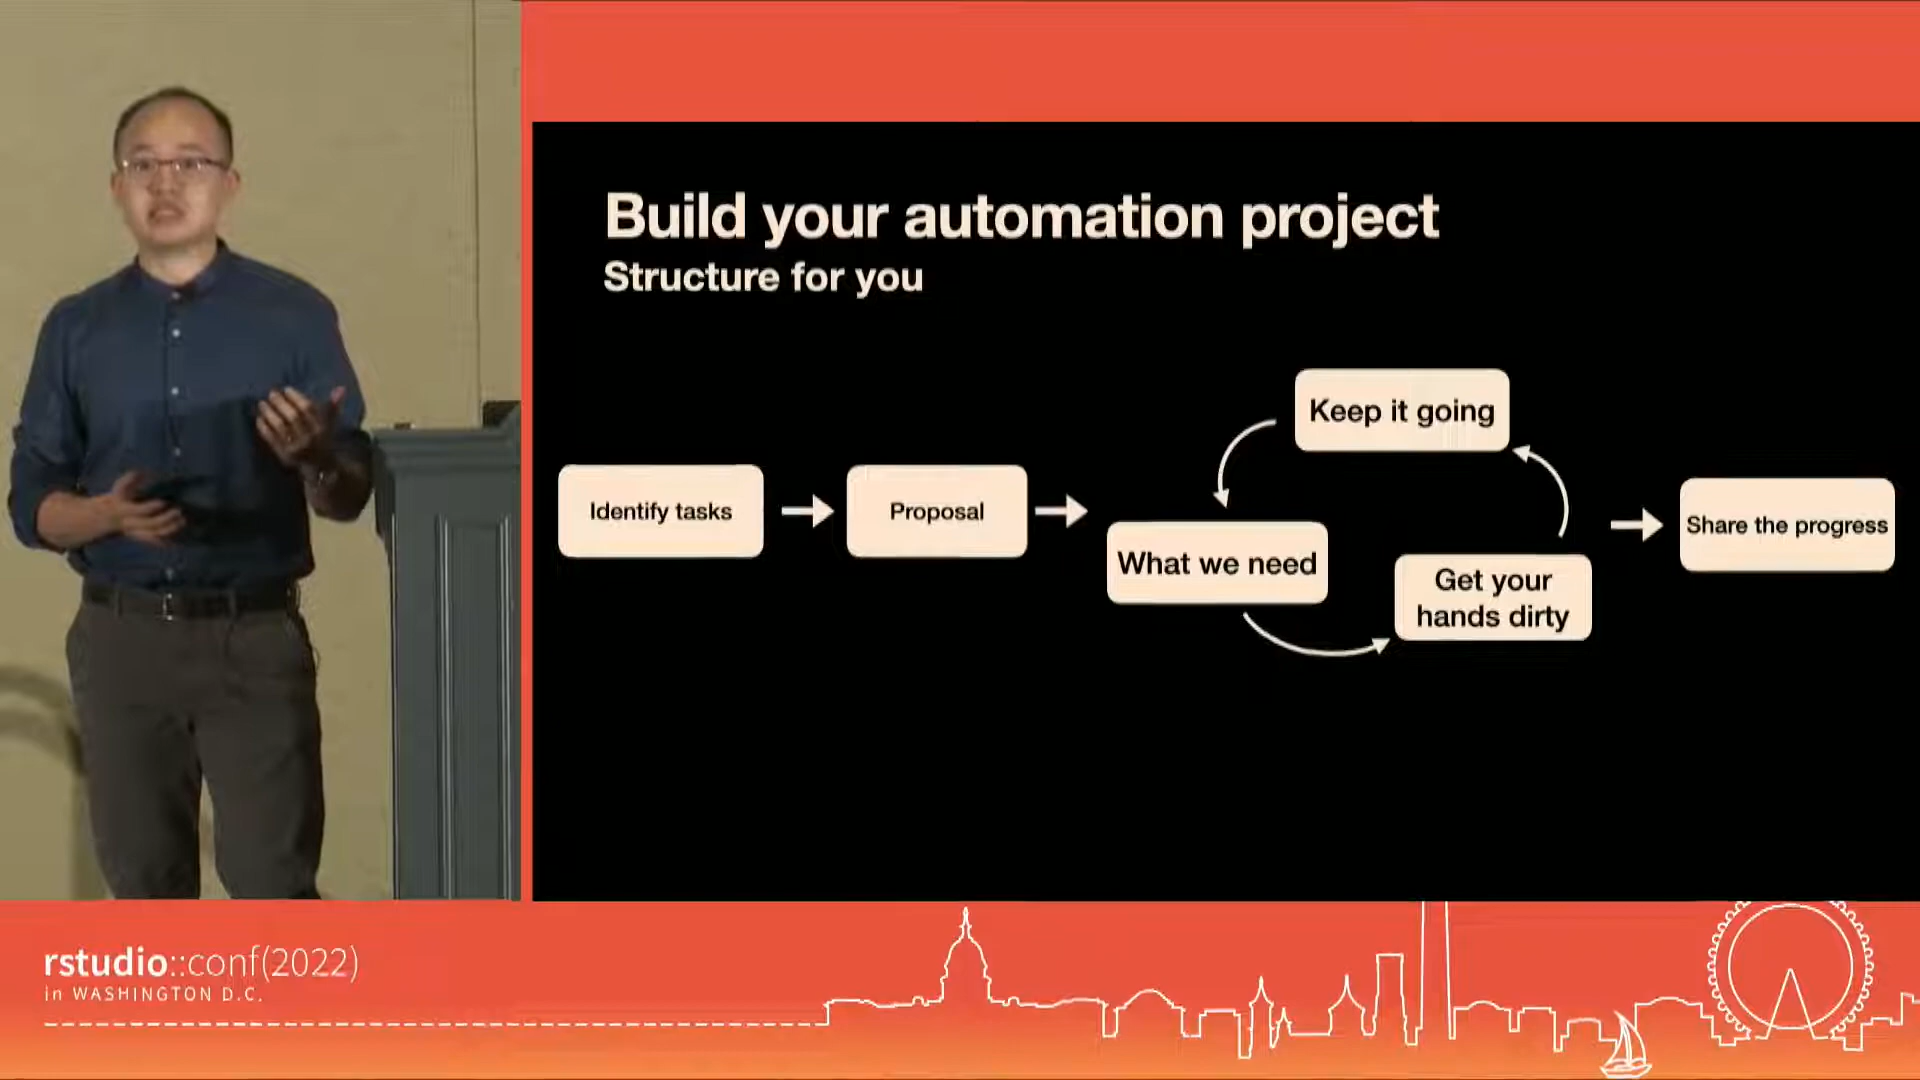 Build your automation project
Structure for you
Keep it going
Identify tasks
Proposal
What we need
Get your
hands dirty
Share the progress
rstudio::conf(2022)
in WASHINGTON D.C.